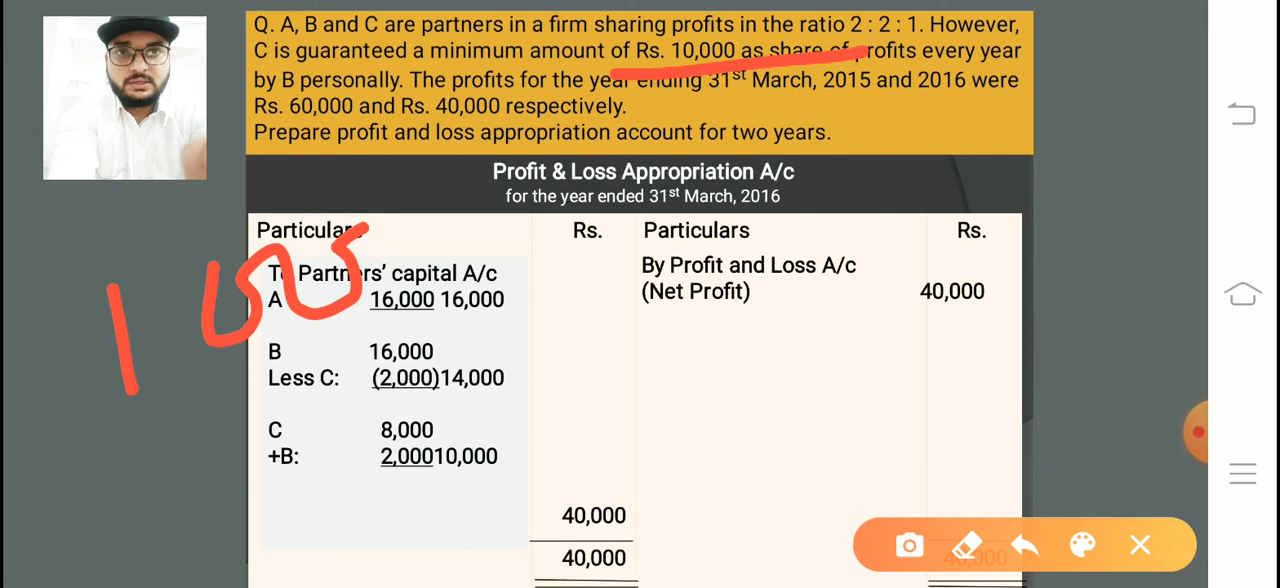 Q. A, B and C are partners in a firm sharing profits in the ratio 2 : 2 : 1. However,
C is guaranteed a minimum amount of Rs. 10,000 as share of profits every year
by B personally. The profits for the year ending 31st March, 2015 and 2016 were
Rs. 60,000 and Rs. 40,000 respectively.
Prepare profit and loss appropriation account for two years.
Profit & Loss Appropriation A/c
for the year ended 31st March, 2016
Particulars Rs. Particulars Rs.
To Partners' capital A/c By Profit and Loss A/c
A 16,000 16,000 (Net Profit) 40,000
B 16,000
Less C: (2,000)14,000
C 8,000
+B: 2,00010,000
40,000
40,000 40,000